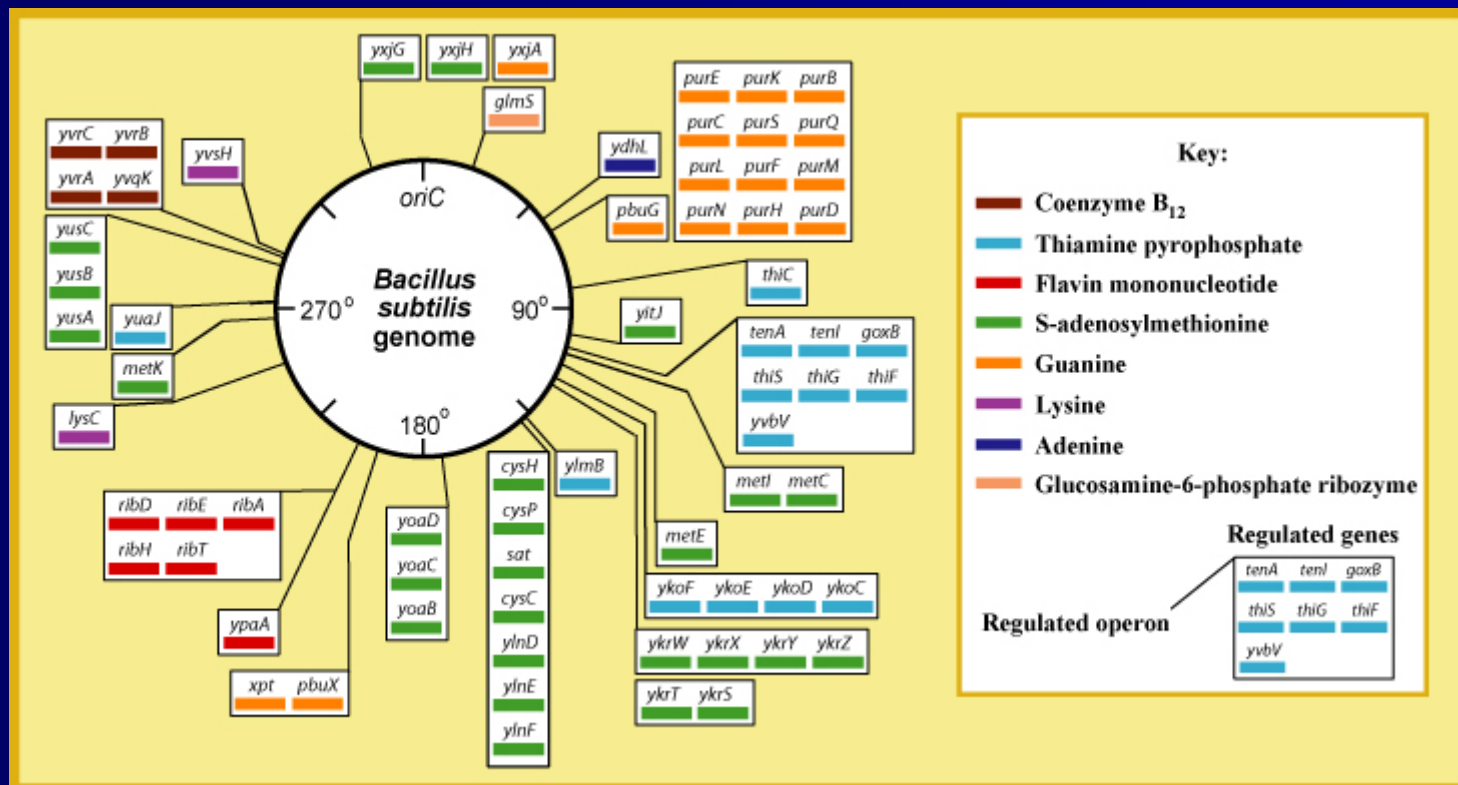 yxjG yxjH yxjA
glmS
purE purK purB
purC purS purQ
purL purF purM
purN purH purD
yvrC yvrB
yvrA yvqK
yvsH
ydhL
pbuG
yusC
yusB
yusA
yuaJ
metK
lysC
oriC
Bacillus
subtilis
genome
270°
90°
180°
thiC
yitJ
tenA tenI goxB
thiS thiG thiF
yvbV
metI metC
metE
ykoF ykoE ykoD ykoC
ykrW ykrX ykrY ykrZ
ykrT ykrS
ylmB
cysH
cysP
sat
cysC
ylnD
ylnE
ylnF
yoaD
yoaC
yoaB
ribD ribE ribA
ribH ribT
ypaA
xpt pbuX
Key:
Coenzyme B₁₂
Thiamine pyrophosphate
Flavin mononucleotide
S-adenosylmethionine
Guanine
Lysine
Adenine
Glucosamine-6-phosphate ribozyme
Regulated genes
tenA tenI goxB
thiS thiG thiF
yvbV
Regulated operon